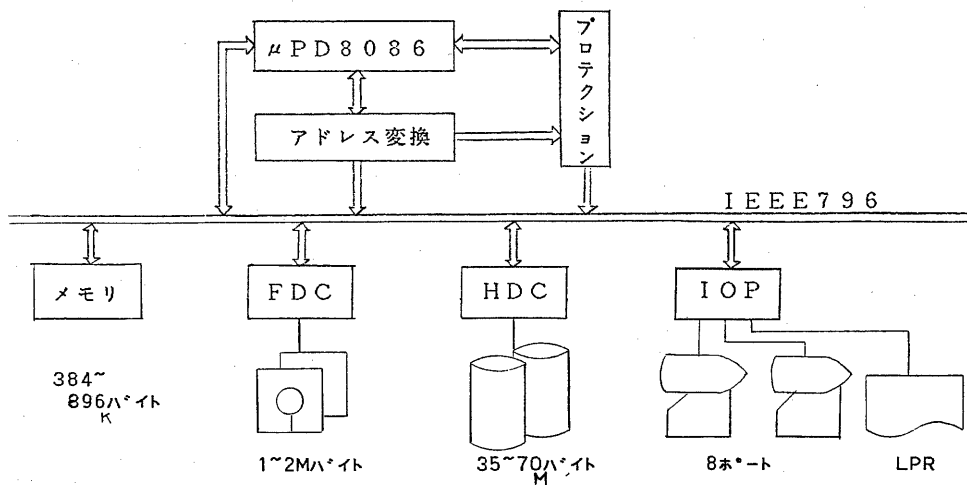 μPD8086
プロテクション
アドレス変換
IEEE796
メモリ
FDC
HDC
IOP
384~
896バイト
K
1~2Mバイト
35~70バイト
M
8ポート
LPR